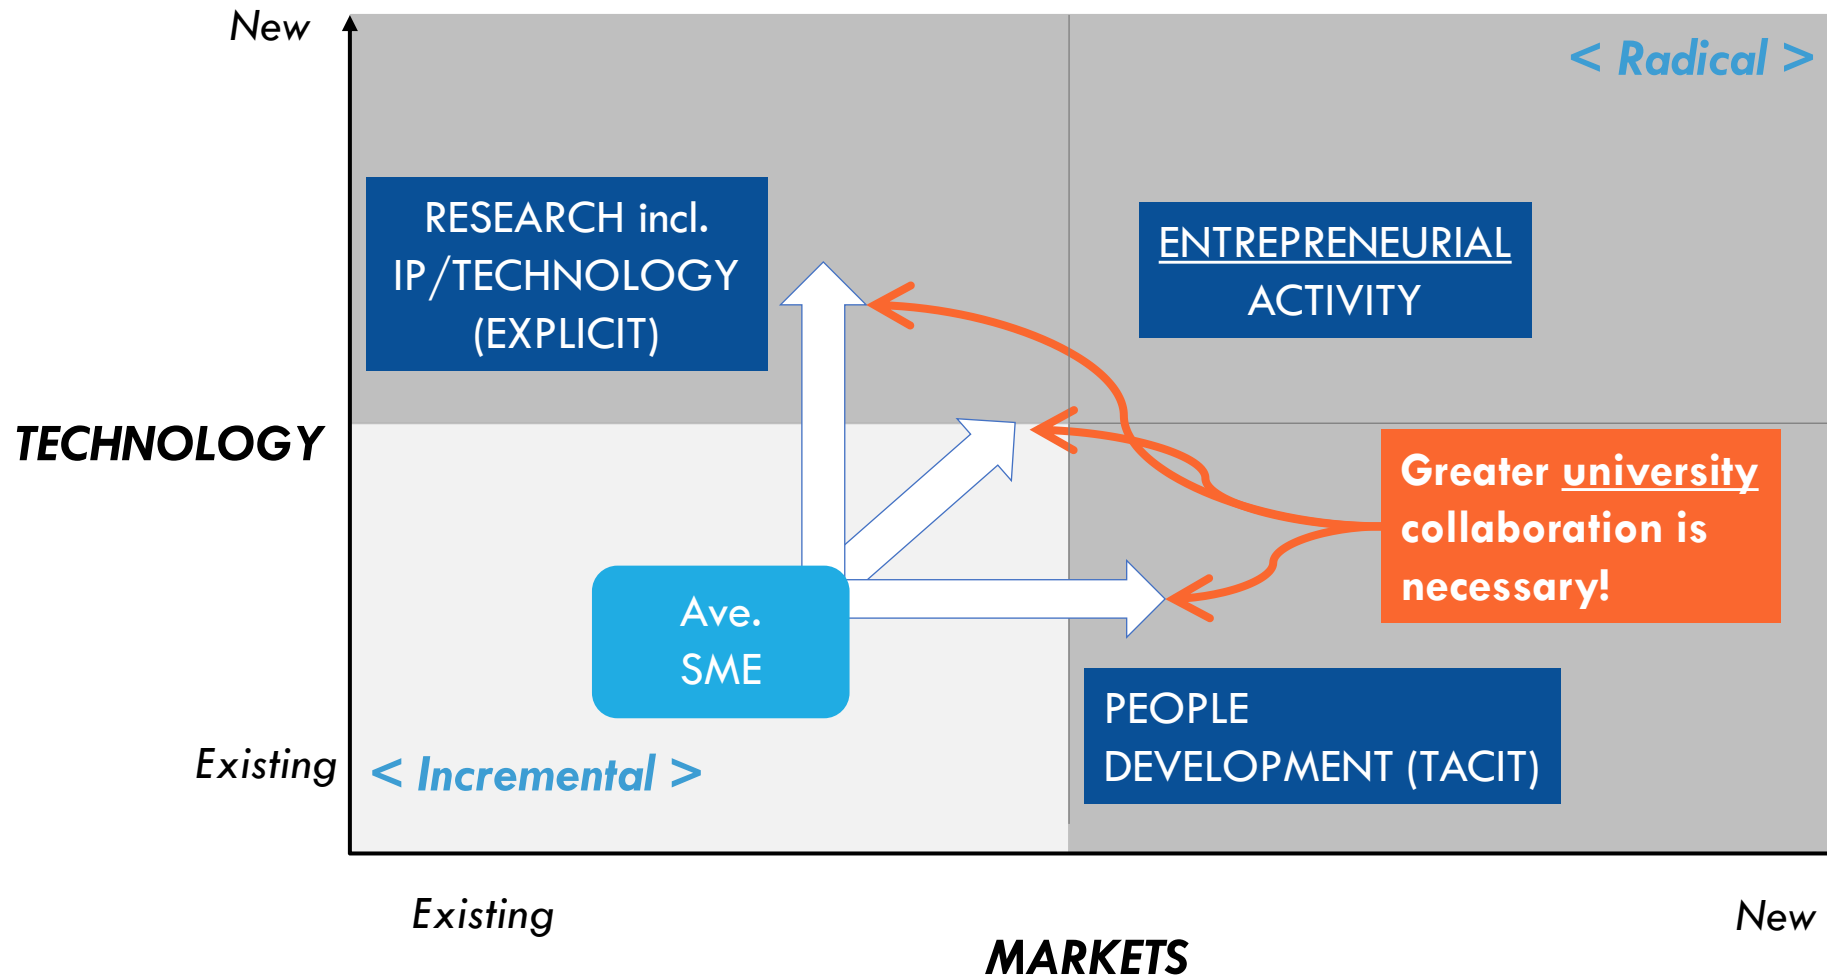 New
< Radical >
RESEARCH incl.
IP/TECHNOLOGY
(EXPLICIT)
ENTREPRENEURIAL
ACTIVITY
TECHNOLOGY
Greater university
collaboration is
necessary!
Ave.
SME
PEOPLE
DEVELOPMENT (TACIT)
Existing
< Incremental >
Existing
New
MARKETS